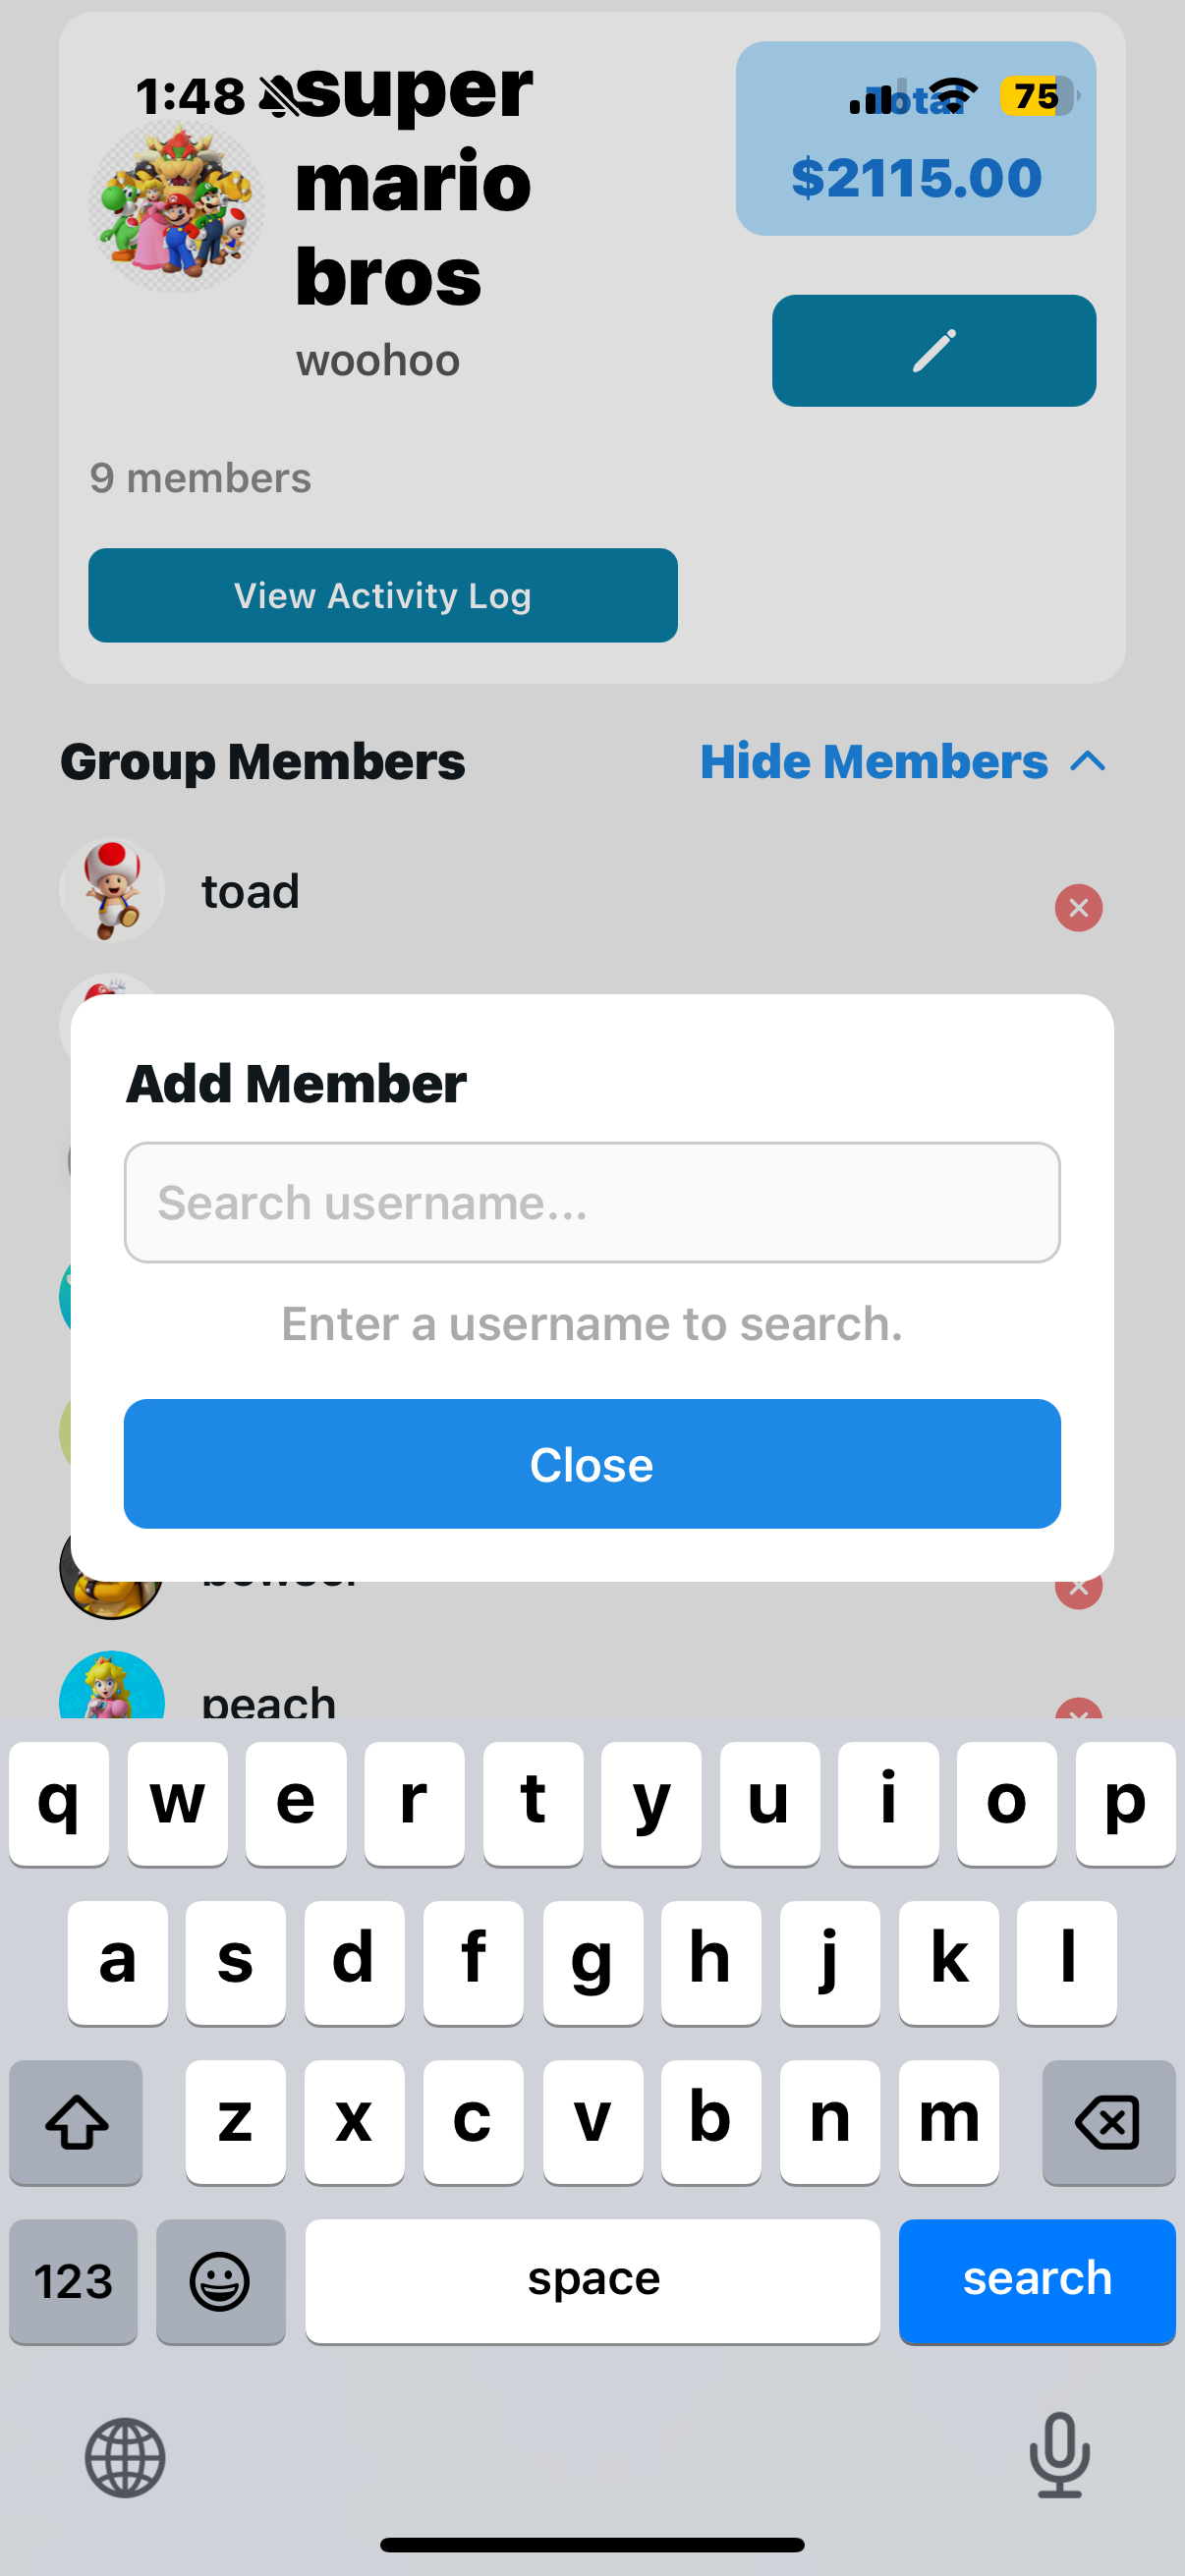 1:48
super
mario
bros
woohoo
Total
75
$2115.00
9 members
View Activity Log
Group Members
Hide Members
toad
Add Member
Search username...
Enter a username to search.
Close
bowser
peach
q w e r t y u i o p
a s d f g h j k l
z x c v b n m
123 space search